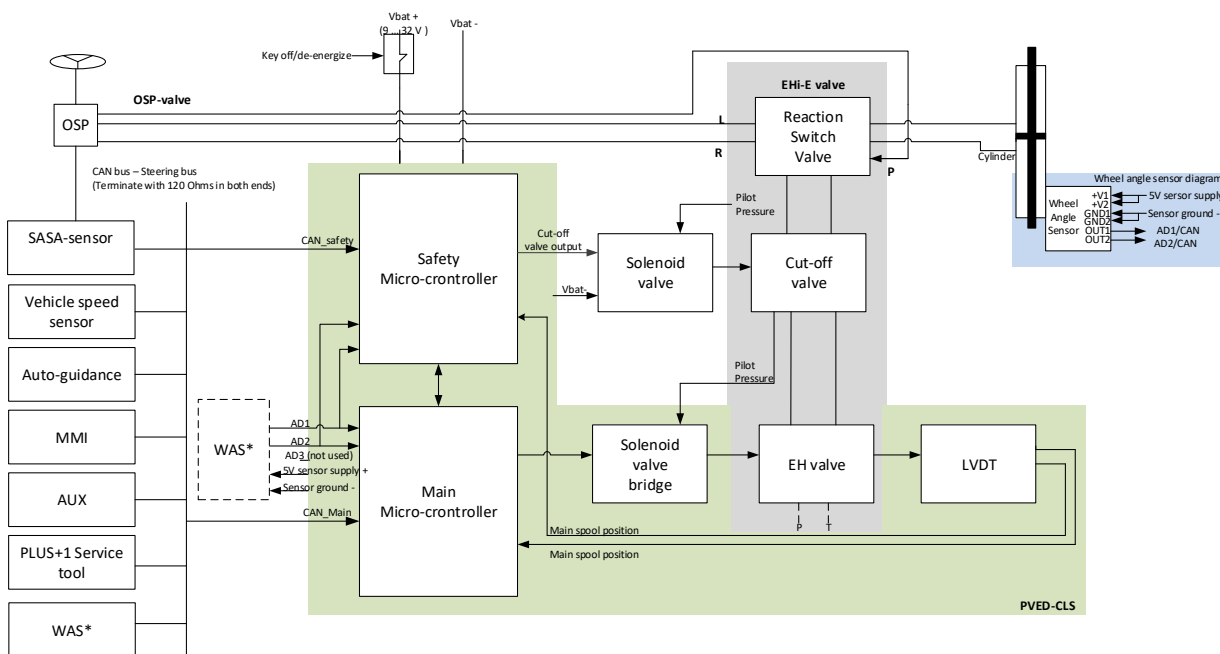 Vbat +
(9 ... 32 V )
Vbat -
Key off/de-energize
OSP-valve
EHi-E valve
OSP
L
R
Reaction
Switch
Valve
P
Cylinder
CAN bus – Steering bus
(Terminate with 120 Ohms in both ends)
Wheel angle sensor diagram
Wheel
Angle
Sensor
+V1
+V2
GND1
GND2
OUT1
OUT2
5V sersor supply+
Sersor ground -
AD1/CAN
AD2/CAN
SASA-sensor
CAN_safety
Safety
Micro-controller
Cut-off
valve output
Vbat-
Pilot
Pressure
Solenoid
valve
Cut-off
valve
Vehicle speed
sensor
Auto-guidance
MMI
AUX
PLUS+1 Service
tool
WAS*
WAS*
AD1
AD2
AD3 (not used)
5V sensor supply +
Sensor ground -
CAN_Main
Main
Micro-controller
Pilot
Pressure
Solenoid
valve
bridge
EH valve
LVDT
P
T
Main spool position
Main spool position
PVED-CLS